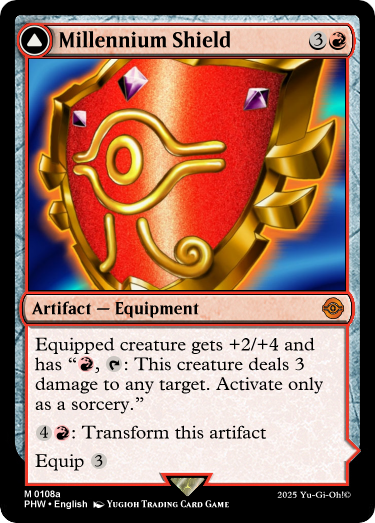 Millennium Shield 3
Artifact — Equipment
Equipped creature gets +2/+4 and
has “, : This creature deals 3
damage to any target. Activate only
as a sorcery.”
4: Transform this artifact
Equip 3
M 0108a
PHW • English YUGIOH TRADING CARD GAME
2025 Yu-Gi-Oh!©